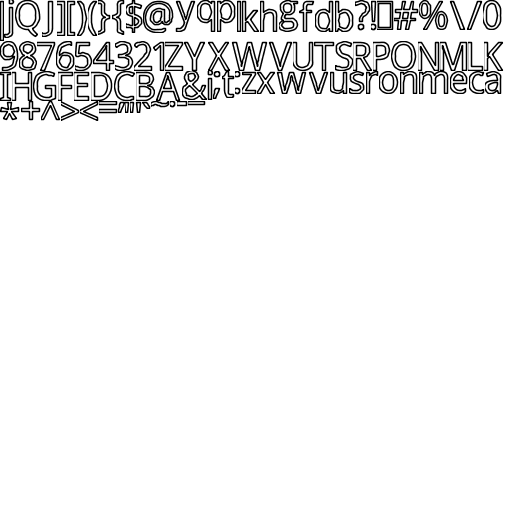 |jQJ][)(}{$@yqplkhgfdb?!▯#%\/0
987654321ZYXWVUTSRPONMLK
IHGFEDCBA&i;t:zxwvusronmeca
*+^><="'`~-_